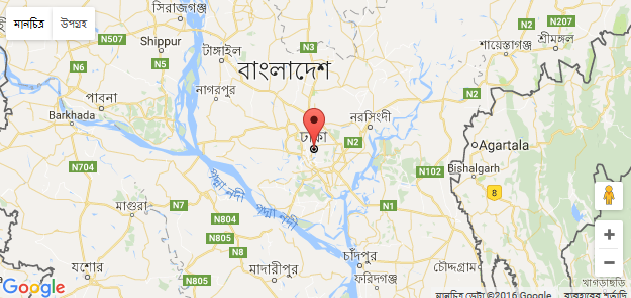 সিরাজগঞ্জ
মানচিত্র
উপগ্রহ
N507
Shippur
N4
টাঙ্গাইল
N3
N207
শায়েস্তাগঞ্জ
শ্রীমঙ্গল
N2
বাংলাদেশ
N6
N5
পাবনা
নাগরপুর
N2
Barkhada
নরসিংদী
ঢাকা
N2
Agartala
N704
N102
Bishalgarh
পদ্মা নদী
8
মাগুরা
N7
N804
পদ্মা নদী
N1
N805
N8
চাঁদপুর
যশোর
মাদারীপুর
ফরিদগঞ্জ
চৌদ্দগ্রাম
খাগড়াছড়ি
N805
Google
মানচিত্র ডেটা ©2016 Google
ব্যবহারের শর্তাদি
+
−